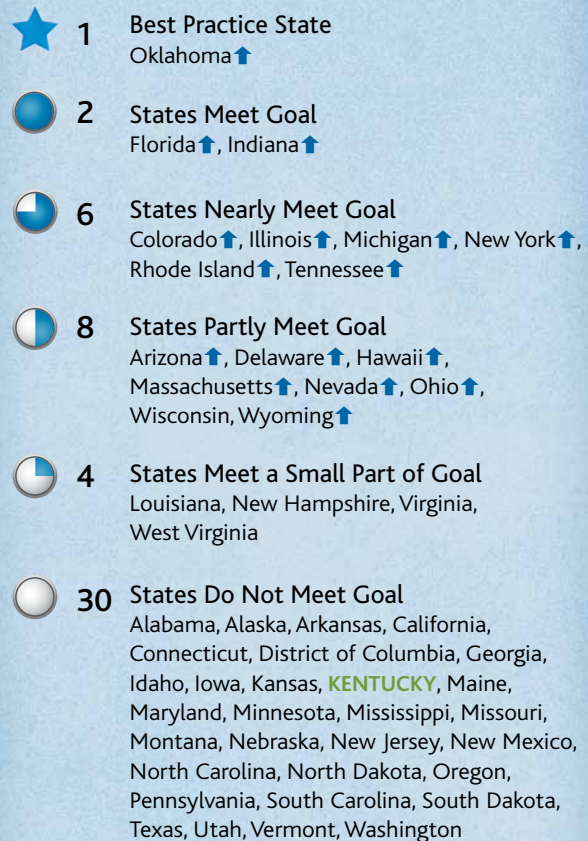 1 Best Practice State
Oklahoma⬆
2 States Meet Goal
Florida⬆, Indiana⬆
6 States Nearly Meet Goal
Colorado⬆, Illinois⬆, Michigan⬆, New York⬆,
Rhode Island⬆, Tennessee⬆
8 States Partly Meet Goal
Arizona⬆, Delaware⬆, Hawaii⬆,
Massachusetts⬆, Nevada⬆, Ohio⬆,
Wisconsin, Wyoming⬆
4 States Meet a Small Part of Goal
Louisiana, New Hampshire, Virginia,
West Virginia
30 States Do Not Meet Goal
Alabama, Alaska, Arkansas, California,
Connecticut, District of Columbia, Georgia,
Idaho, Iowa, Kansas, KENTUCKY, Maine,
Maryland, Minnesota, Mississippi, Missouri,
Montana, Nebraska, New Jersey, New Mexico,
North Carolina, North Dakota, Oregon,
Pennsylvania, South Carolina, South Dakota,
Texas, Utah, Vermont, Washington